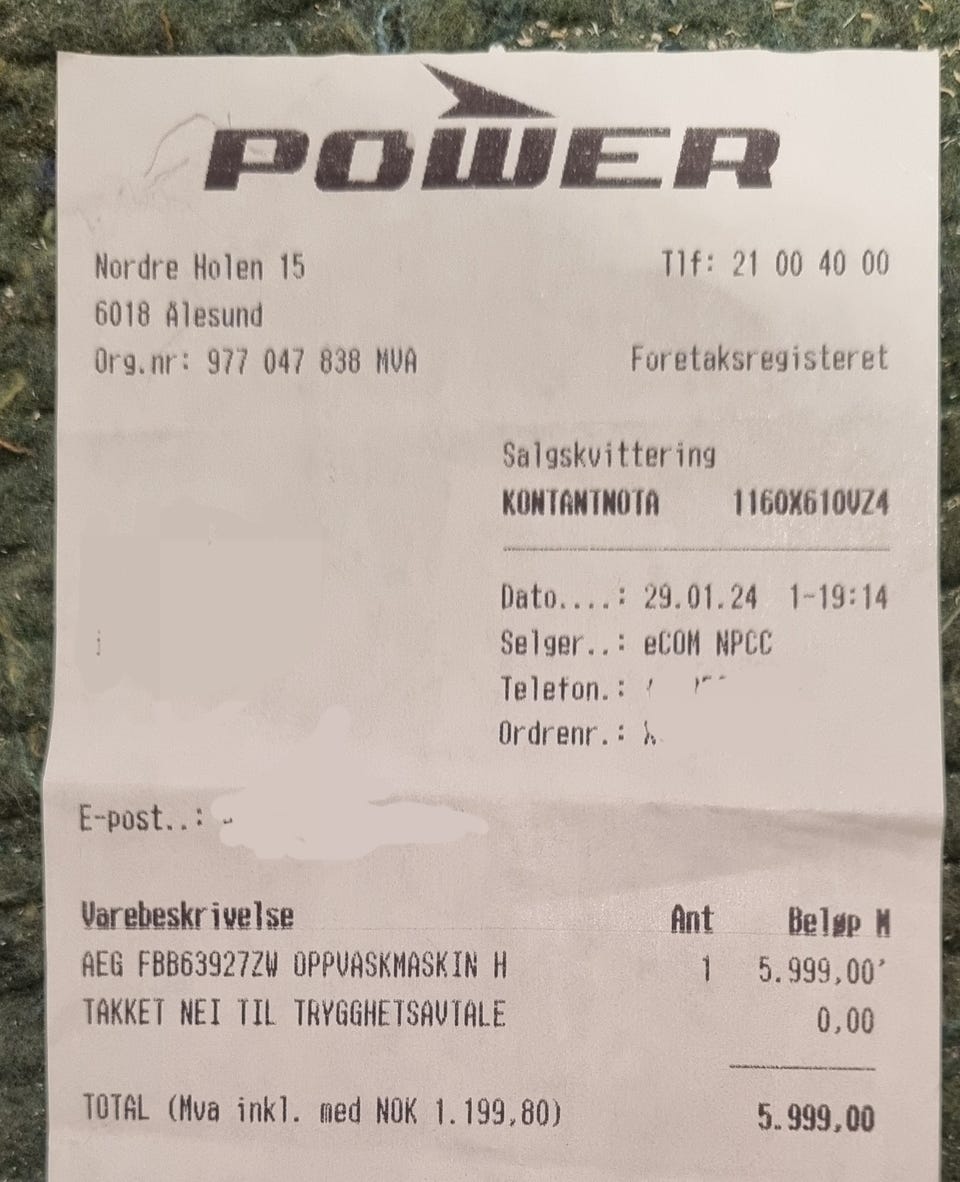 POWER
Nordre Holen 15 Tlf: 21 00 40 00
6018 Ålesund
Org.nr: 977 047 838 MVA Foretaksregisteret
Salgskvittering
KONTANTNOTA 1160X610VZ4
Dato....: 29.01.24 1-19:14
Selger..: eCOM NPCC
Telefon.:
Ordrenr.:
E-post..:
Varebeskrivelse Ant Beløp M
AEG FBB63927ZW OPPVASKMASKIN H 1 5.999,00'
TAKKET NEI TIL TRYGGHETSAVTALE 0,00
TOTAL (Mva inkl. med NOK 1.199,80) 5.999,00